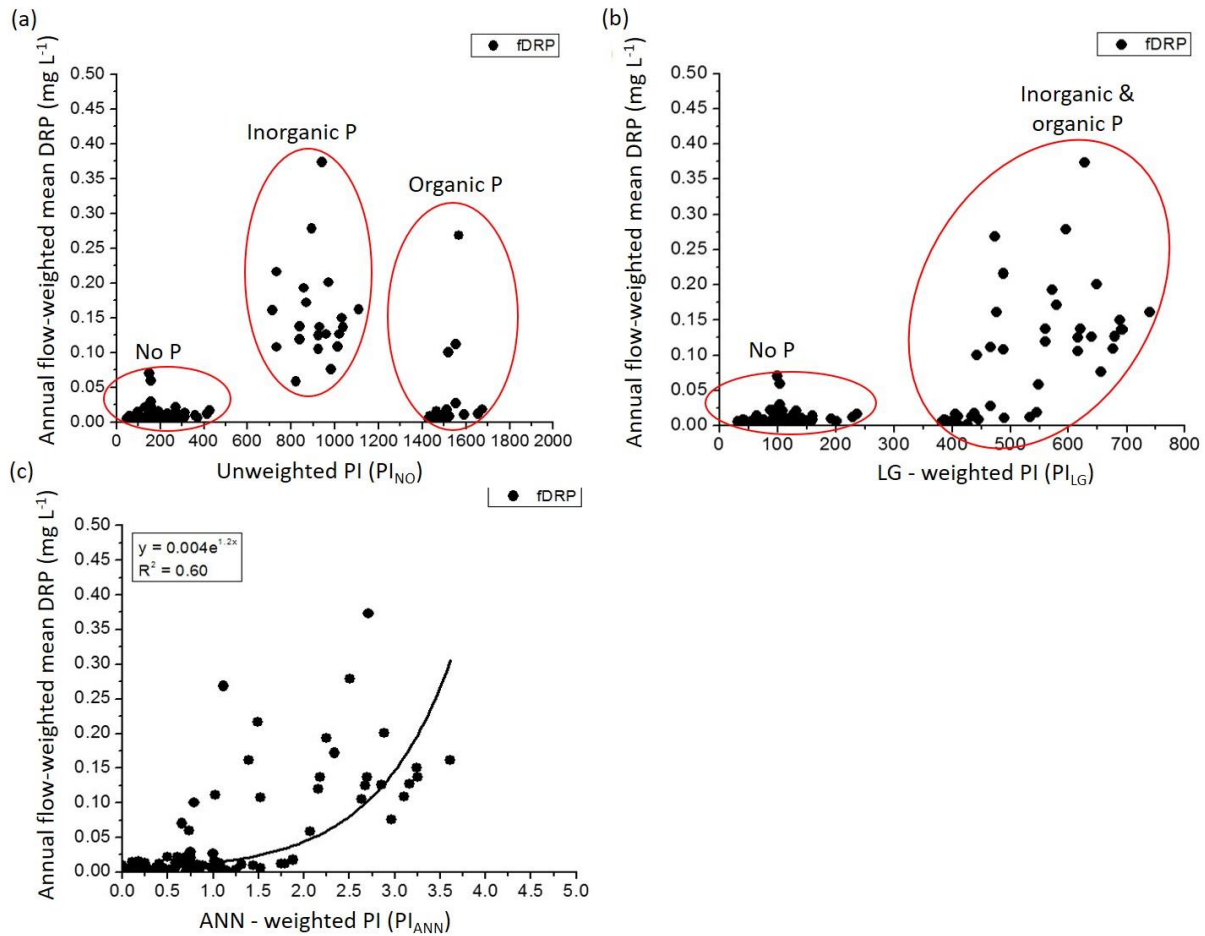 (a)
fDRP
Annual flow-weighted mean DRP (mg L⁻¹)
0.50
0.45
0.40
0.35
0.30
0.25
0.20
0.15
0.10
0.05
0.00
Inorganic P
Organic P
No P
0 200 400 600 800 1000 1200 1400 1600 1800 2000
Unweighted PI (PI_NO)
(b)
fDRP
Annual flow-weighted mean DRP (mg L⁻¹)
0.50
0.45
0.40
0.35
0.30
0.25
0.20
0.15
0.10
0.05
0.00
Inorganic &
organic P
No P
0 100 200 300 400 500 600 700 800
LG - weighted PI (PI_LG)
(c)
fDRP
Annual flow-weighted mean DRP (mg L⁻¹)
0.50
0.45
0.40
0.35
0.30
0.25
0.20
0.15
0.10
0.05
0.00
y = 0.004e^1.2x
R² = 0.60
0.0 0.5 1.0 1.5 2.0 2.5 3.0 3.5 4.0 4.5 5.0
ANN - weighted PI (PI_ANN)